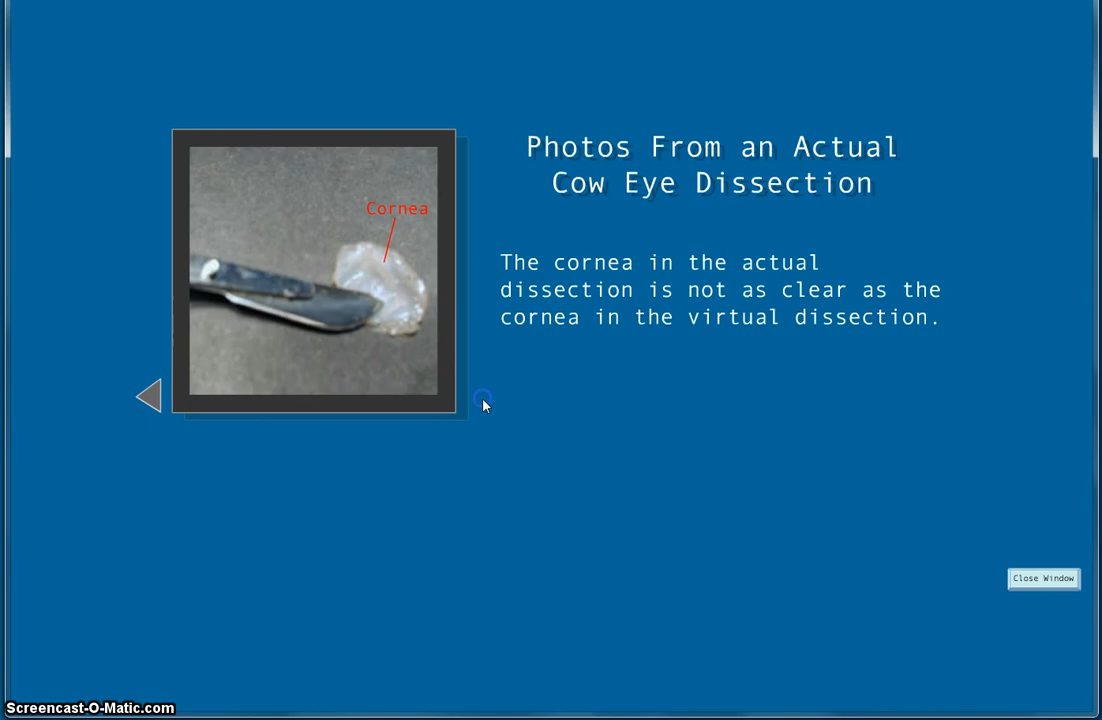 Photos From an Actual
Cow Eye Dissection
Cornea
The cornea in the actual
dissection is not as clear as the
cornea in the virtual dissection.
Close Window
Screencast-O-Matic.com